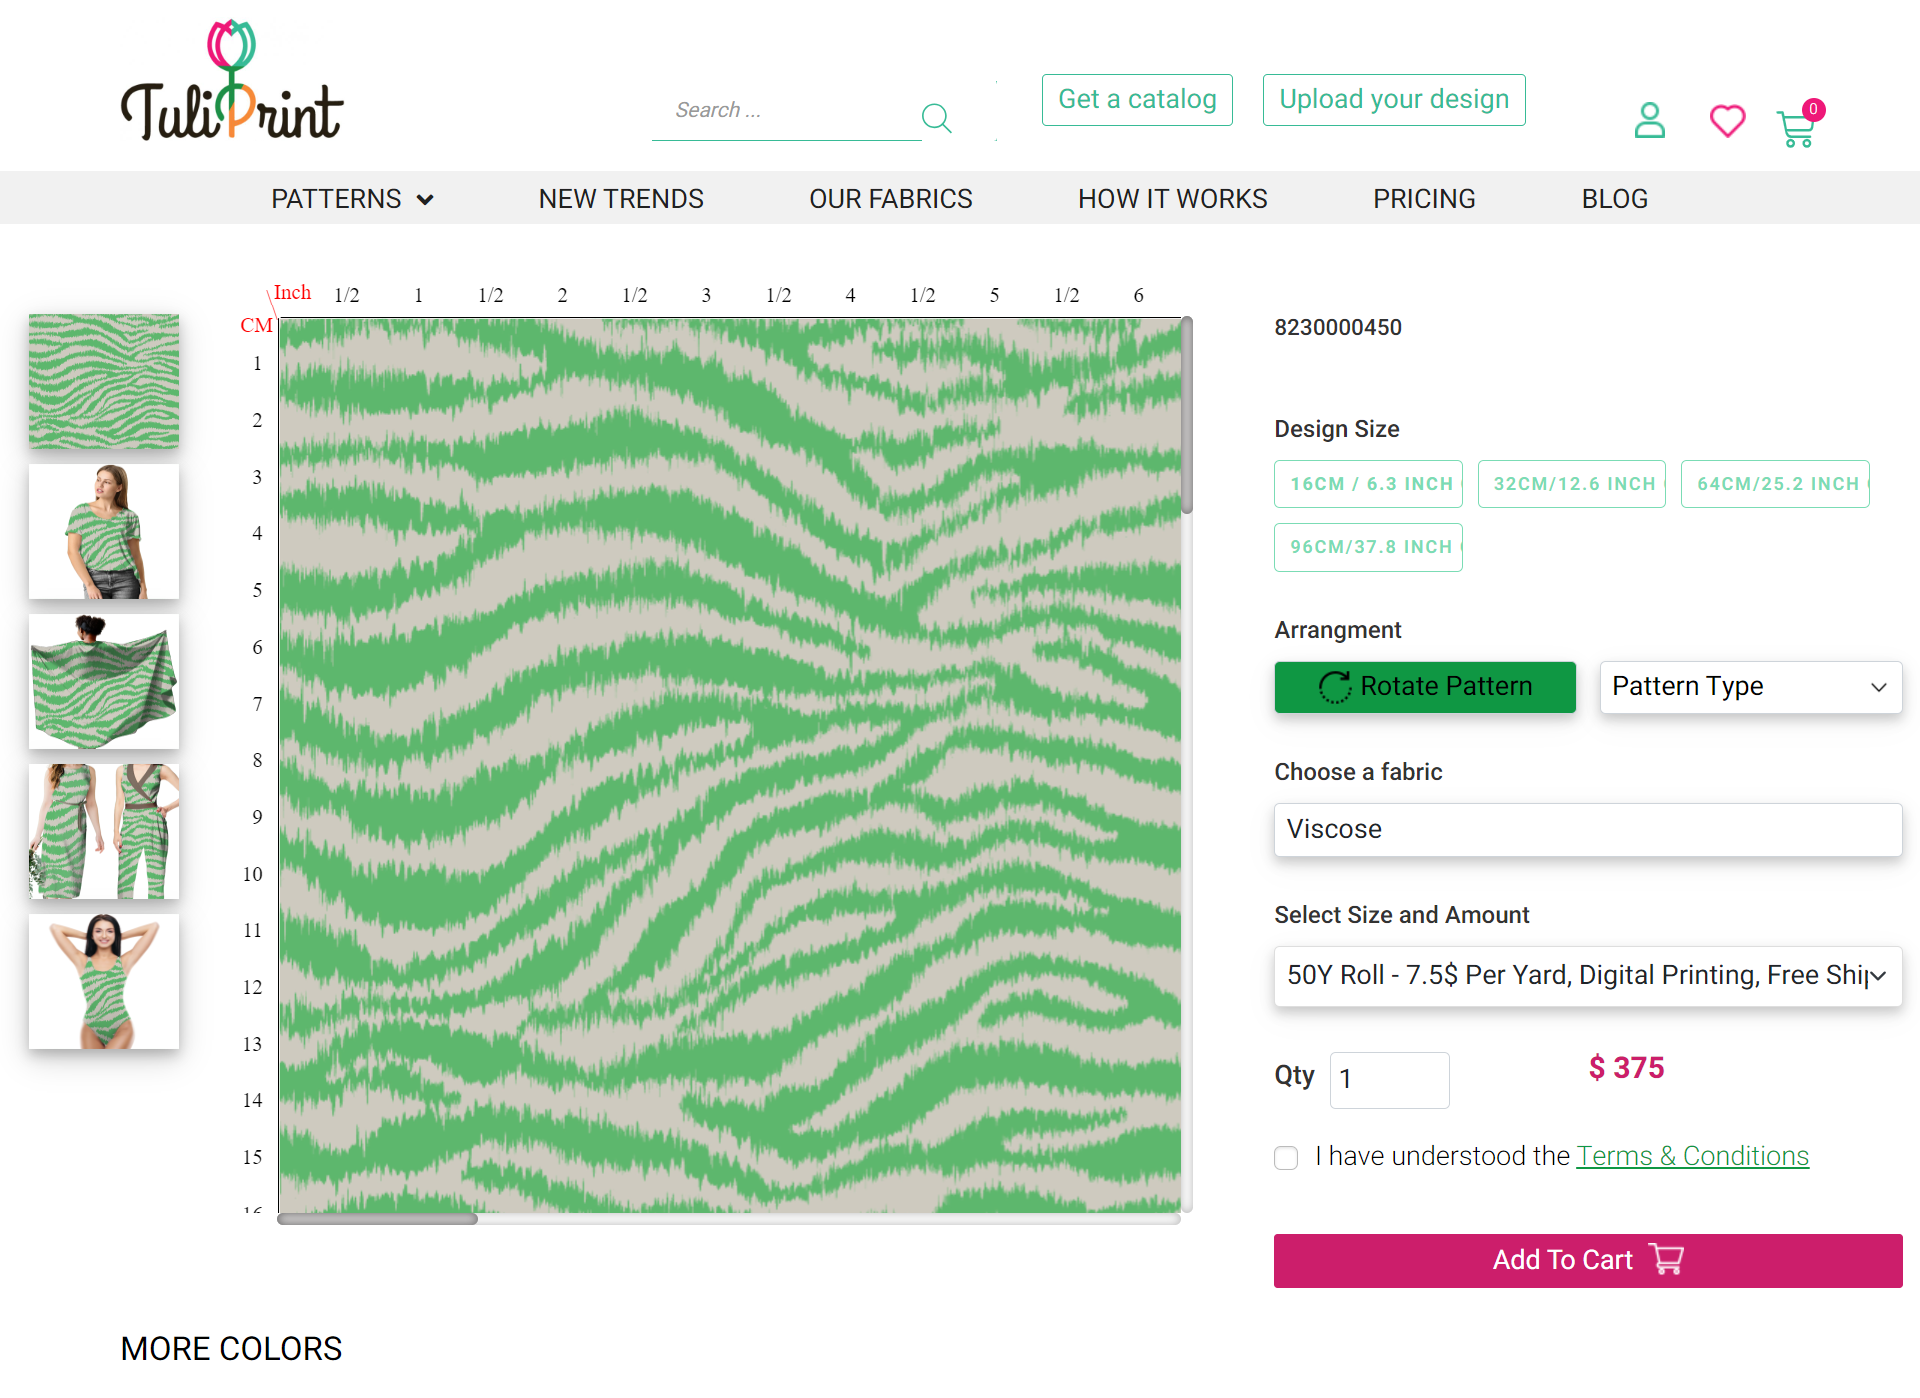 TuliPrint
Search ...
Get a catalog
Upload your design
0
PATTERNS
NEW TRENDS
OUR FABRICS
HOW IT WORKS
PRICING
BLOG
Inch 1/2 1 1/2 2 1/2 3 1/2 4 1/2 5 1/2 6
CM
1
2
3
4
5
6
7
8
9
10
11
12
13
14
15
16
8230000450
Design Size
16CM / 6.3 INCH
32CM/12.6 INCH
64CM/25.2 INCH
96CM/37.8 INCH
Arrangment
Rotate Pattern
Pattern Type
Choose a fabric
Viscose
Select Size and Amount
50Y Roll - 7.5$ Per Yard, Digital Printing, Free Ship
Qty 1
$ 375
I have understood the Terms & Conditions
Add To Cart
MORE COLORS